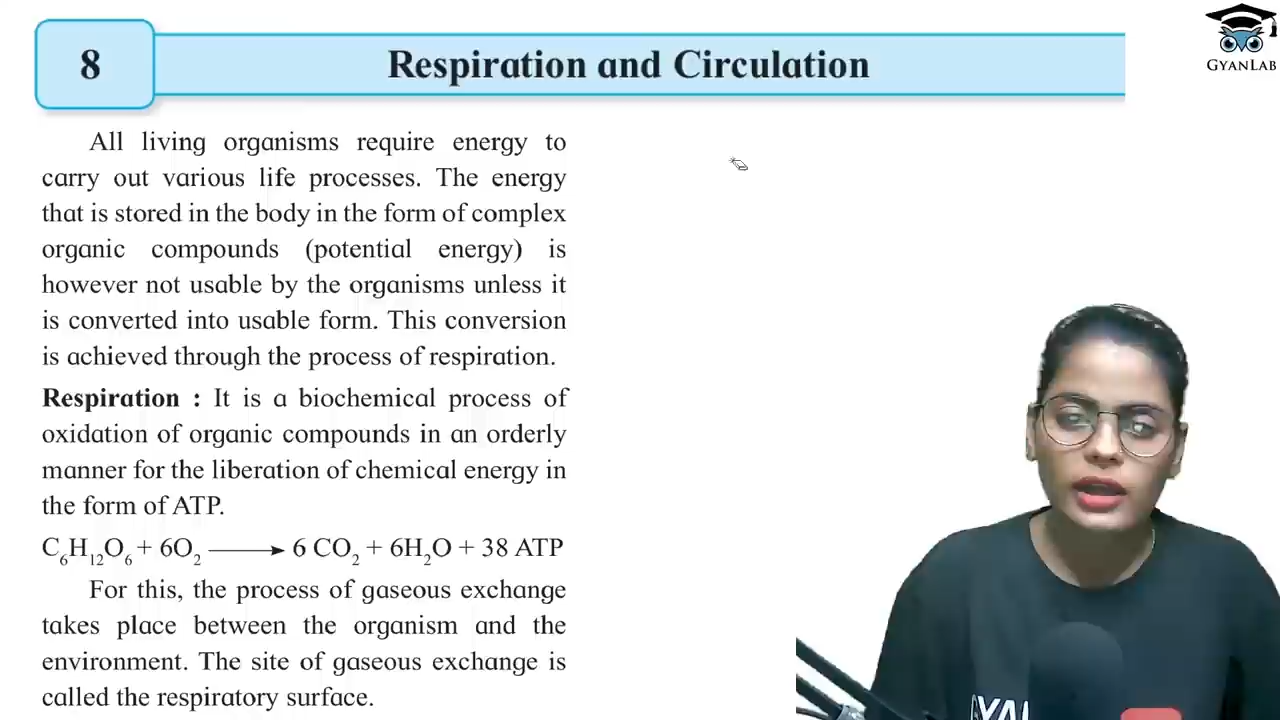 8
Respiration and Circulation
GYANLAB
All living organisms require energy to
carry out various life processes. The energy
that is stored in the body in the form of complex
organic compounds (potential energy) is
however not usable by the organisms unless it
is converted into usable form. This conversion
is achieved through the process of respiration.
Respiration : It is a biochemical process of
oxidation of organic compounds in an orderly
manner for the liberation of chemical energy in
the form of ATP.
C₆H₁₂O₆ + 6O₂ ⟶ 6 CO₂ + 6H₂O + 38 ATP
For this, the process of gaseous exchange
takes place between the organism and the
environment. The site of gaseous exchange is
called the respiratory surface.